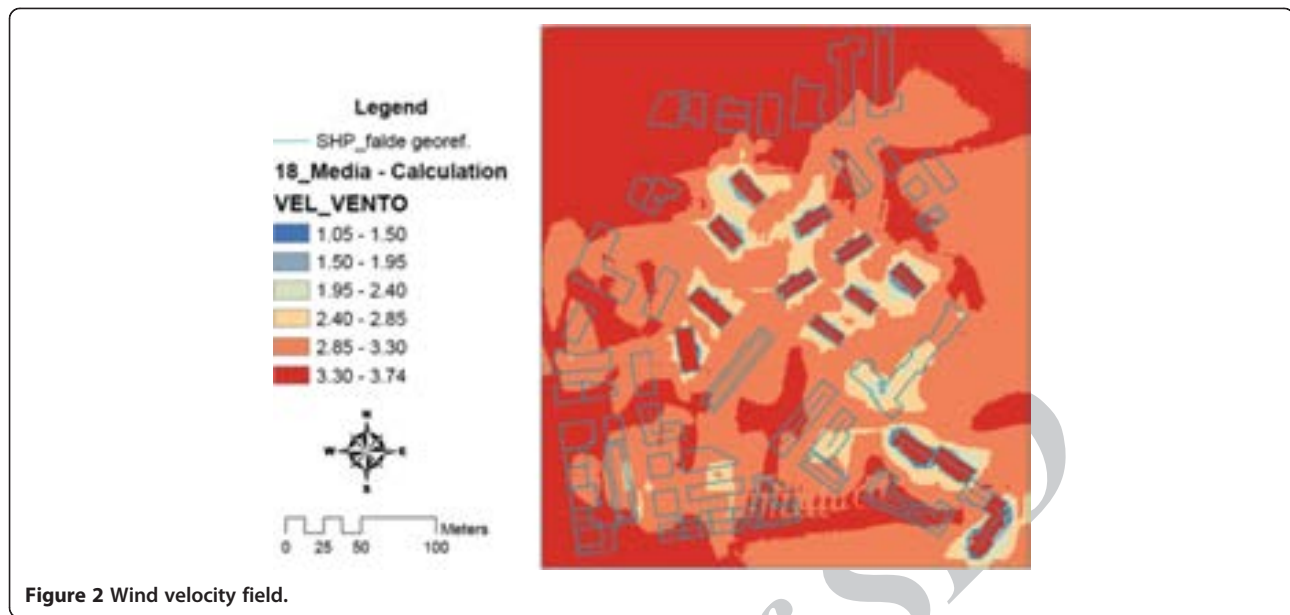 Legend
SHP_falde georef.
18_Media - Calculation
VEL_VENTO
1.05 - 1.50
1.50 - 1.95
1.95 - 2.40
2.40 - 2.85
2.85 - 3.30
3.30 - 3.74
N
W E
S
Meters
0 25 50 100
Figure 2 Wind velocity field.